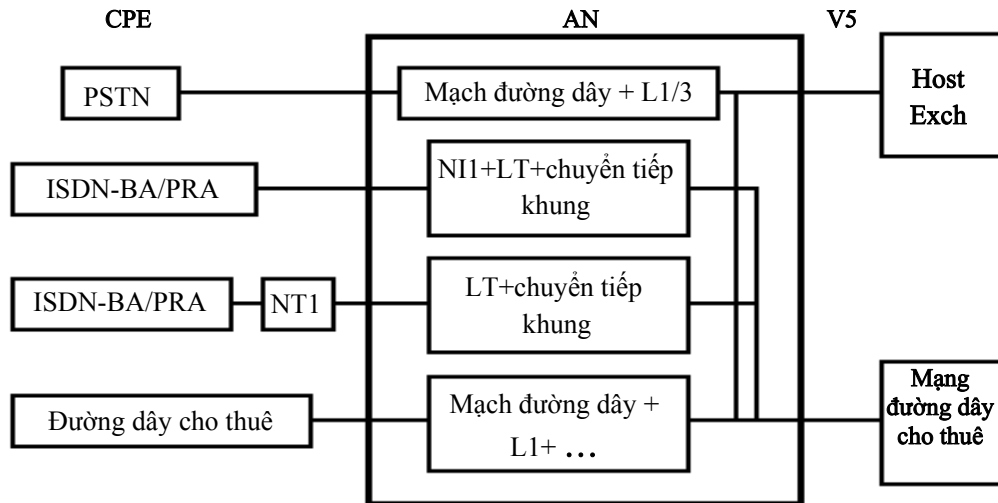 CPE
AN
V5
PSTN
Mạch đường dây + L1/3
Host
Exch
ISDN-BA/PRA
NI1+LT+chuyển tiếp
khung
ISDN-BA/PRA
NT1
LT+chuyển tiếp
khung
Đường dây cho thuê
Mạch đường dây +
L1+ ...
Mạng
đường dây
cho thuê